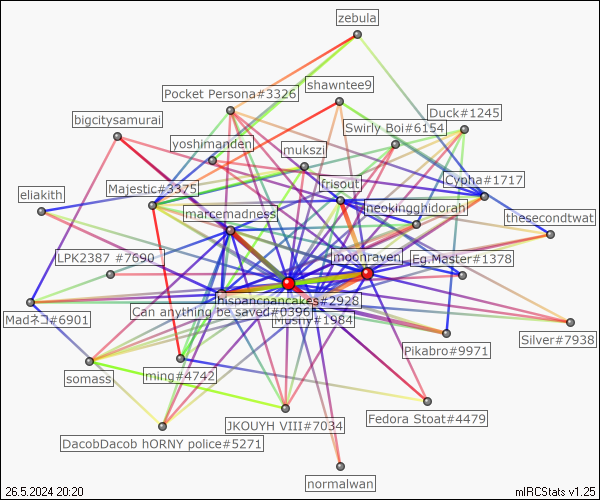 zebula
shawntee9
Pocket Persona#3326
Duck#1245
bigcitysamurai
Swirly Boi#6154
yoshimanden
mukszi
Cypha#1717
frisout
Majestic#3375
eliakith
neokingghidorah
marcemadness
thesecondtwat
LPK2387 #7690
moonraven
Eg.Master#1378
hispancpancakes#2928
Can anything be saved#0396
Madネコ#6901
Mushy#1984
Silver#7938
Pikabro#9971
somass
ming#4742
Fedora Stoat#4479
JKOUYH VIII#7034
DacobDacob hORNY police#5271
normalwan
26.5.2024 20:20
mIRCStats v1.25